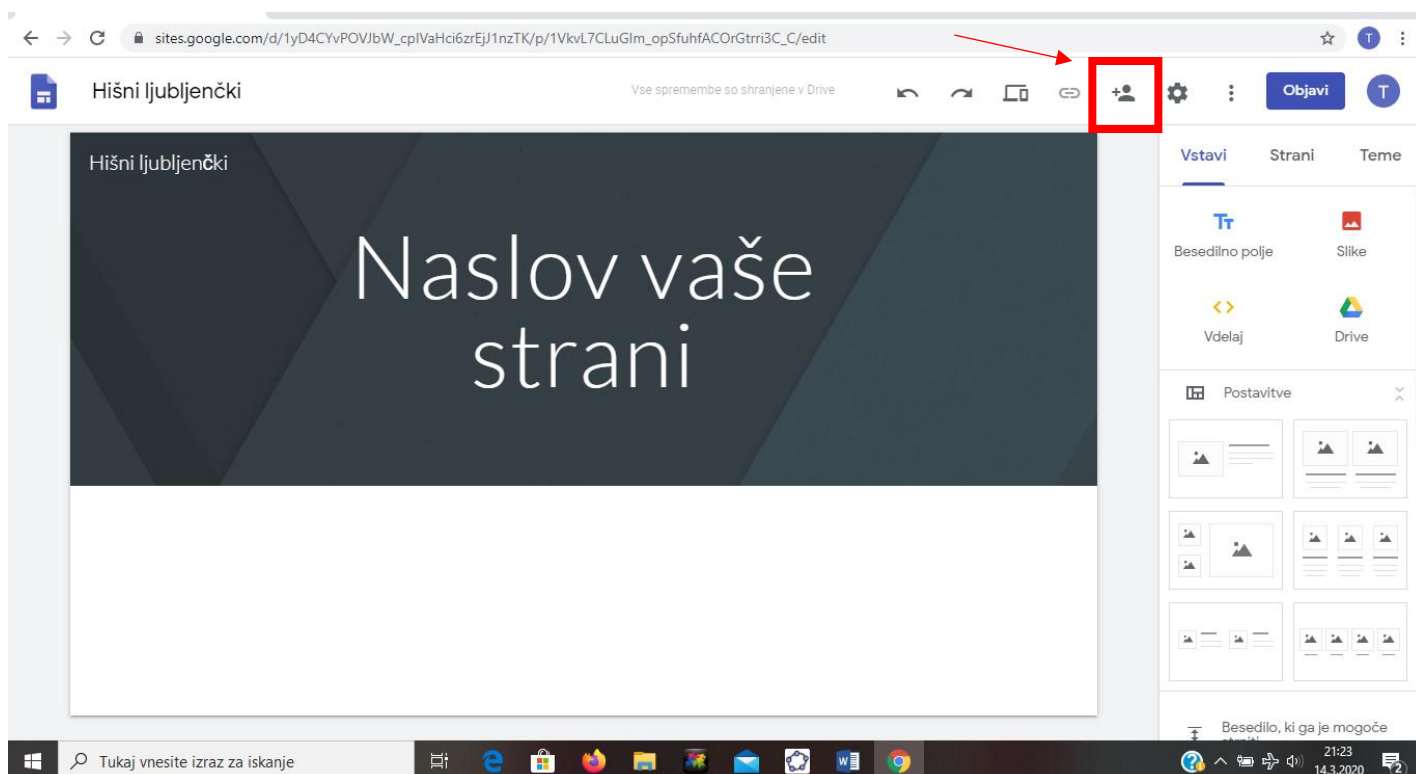 sites.google.com/d/1yD4CYvPOVJbW_cpIVaHci6zrEjJ1nzTK/p/1VkvL7CLuGlm_opSfuhfACOrGtrri3C_C/edit
T
Hišni ljubljenčki
Vse spremembe so shranjene v Drive
Objavi
T
Hišni ljubljenčki
Naslov vaše
strani
Vstavi Strani Teme
Besedilno polje Slike
Vdelaj Drive
Postavitve
Besedilo, ki ga je mogoče
Tukaj vnesite izraz za iskanje
21:23
14.3.2020
2